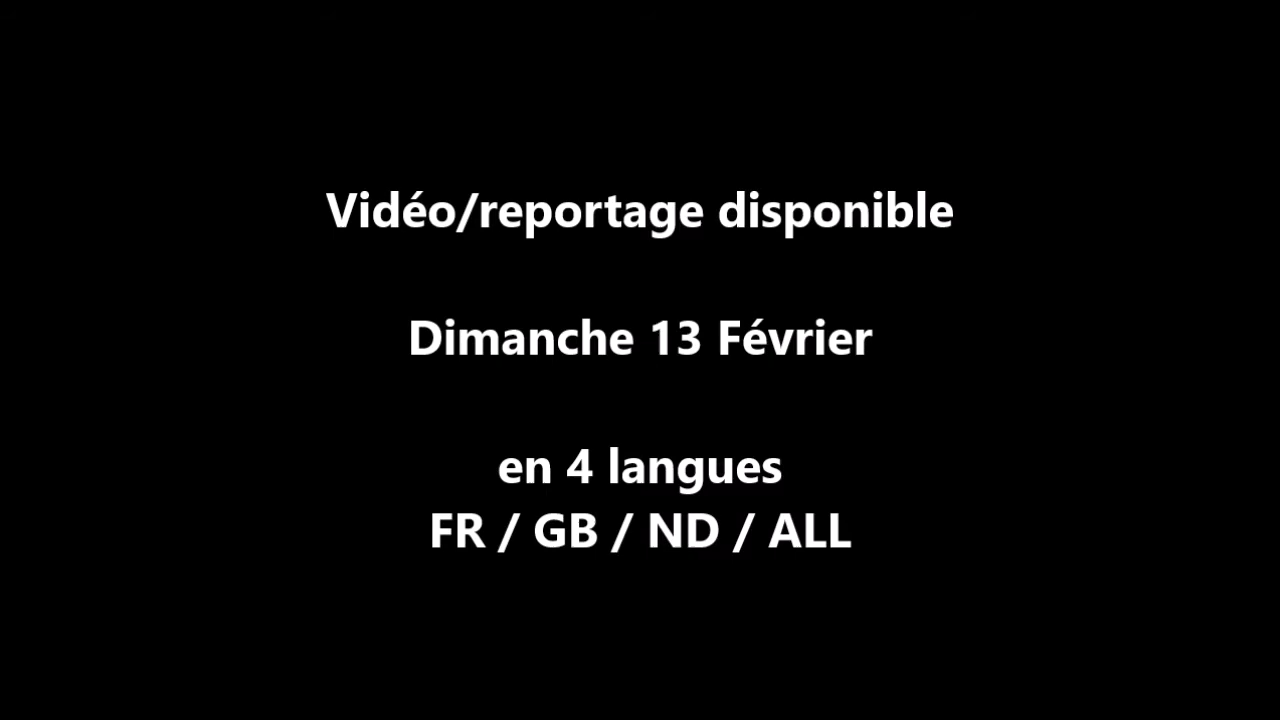 Vidéo/reportage disponible
Dimanche 13 Février
en 4 langues
FR / GB / ND / ALL